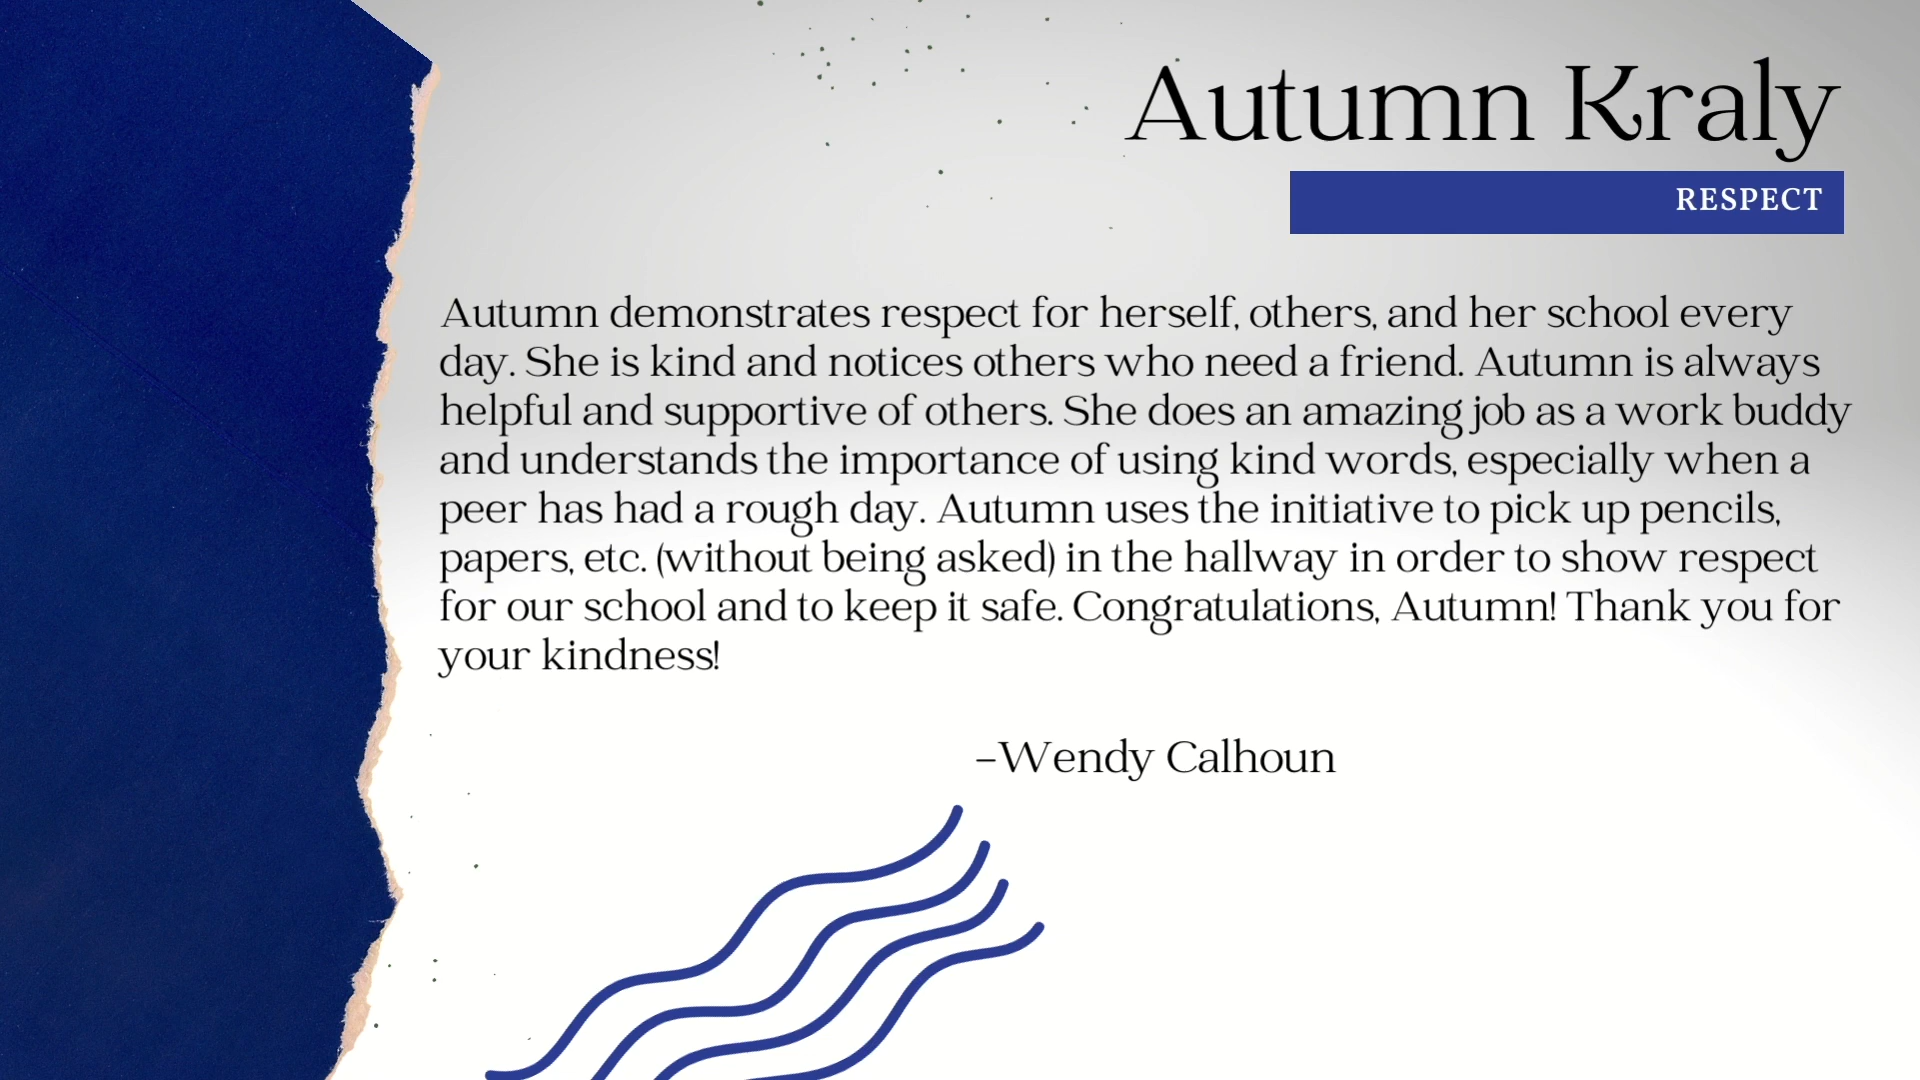 Autumn Kraly
RESPECT
Autumn demonstrates respect for herself, others, and her school every
day. She is kind and notices others who need a friend. Autumn is always
helpful and supportive of others. She does an amazing job as a work buddy
and understands the importance of using kind words, especially when a
peer has had a rough day. Autumn uses the initiative to pick up pencils,
papers, etc. (without being asked) in the hallway in order to show respect
for our school and to keep it safe. Congratulations, Autumn! Thank you for
your kindness!
–Wendy Calhoun